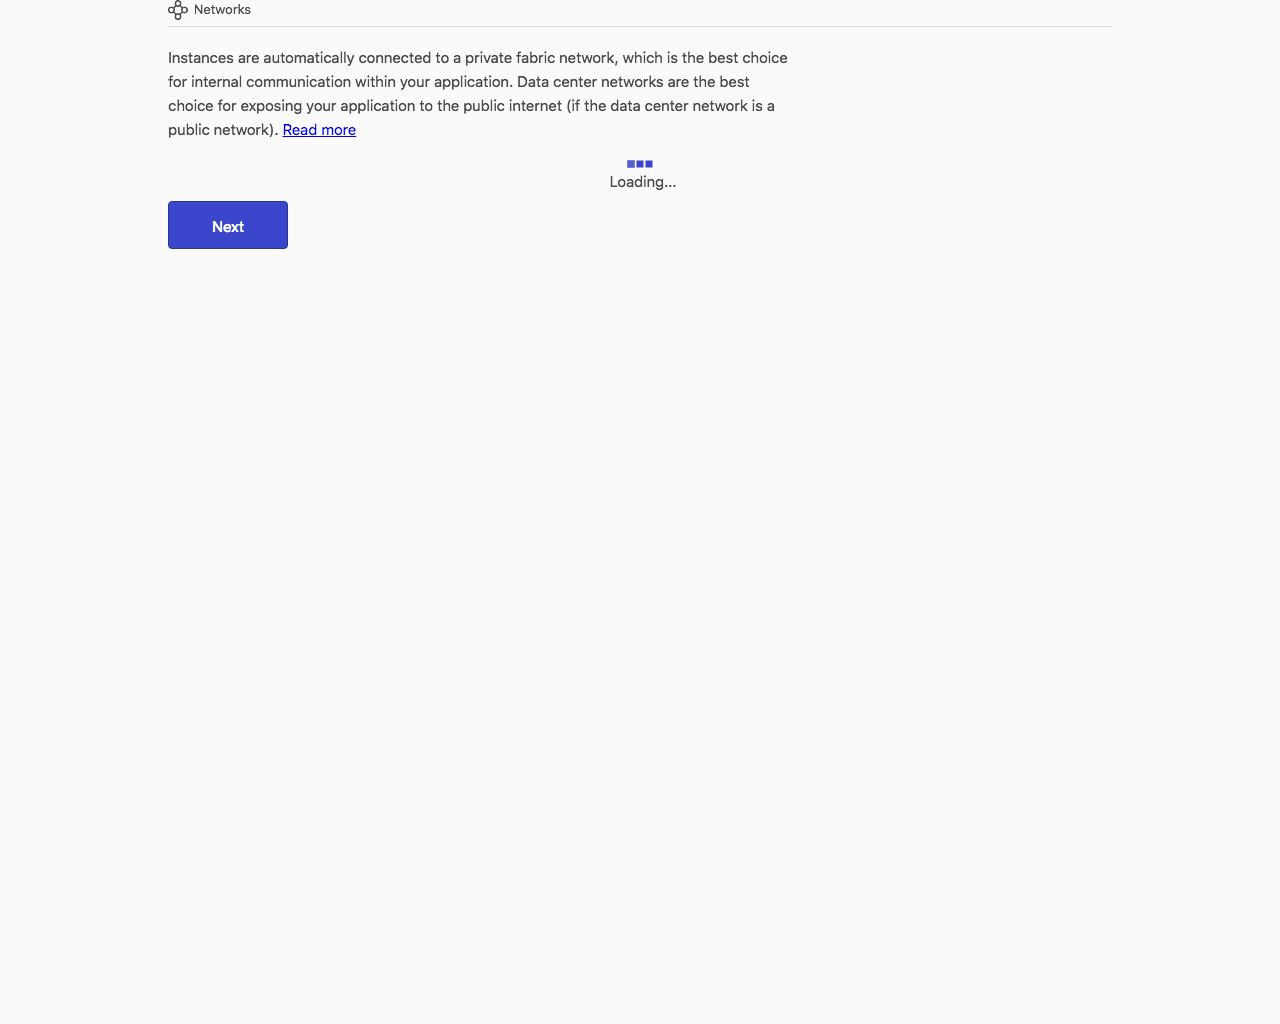 Networks
Instances are automatically connected to a private fabric network, which is the best choice
for internal communication within your application. Data center networks are the best
choice for exposing your application to the public internet (if the data center network is a
public network). Read more
Loading...
Next